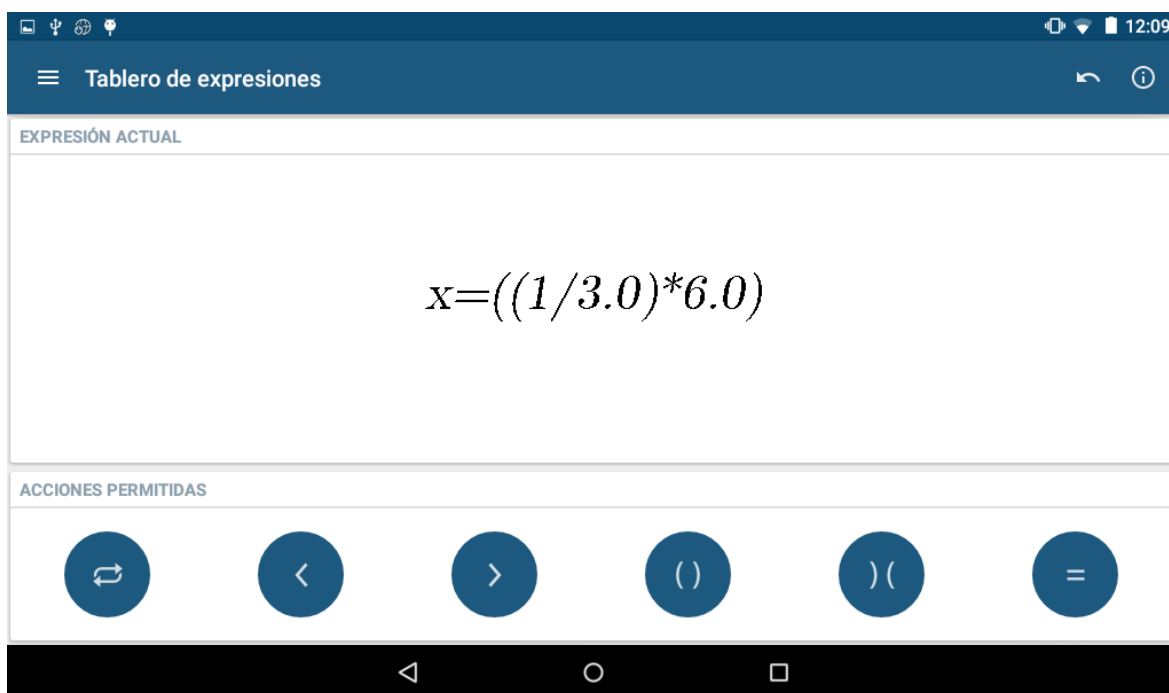 12:09
Tablero de expresiones
EXPRESIÓN ACTUAL
x=((1/3.0)*6.0)
ACCIONES PERMITIDAS
< > ( ) ) ( =